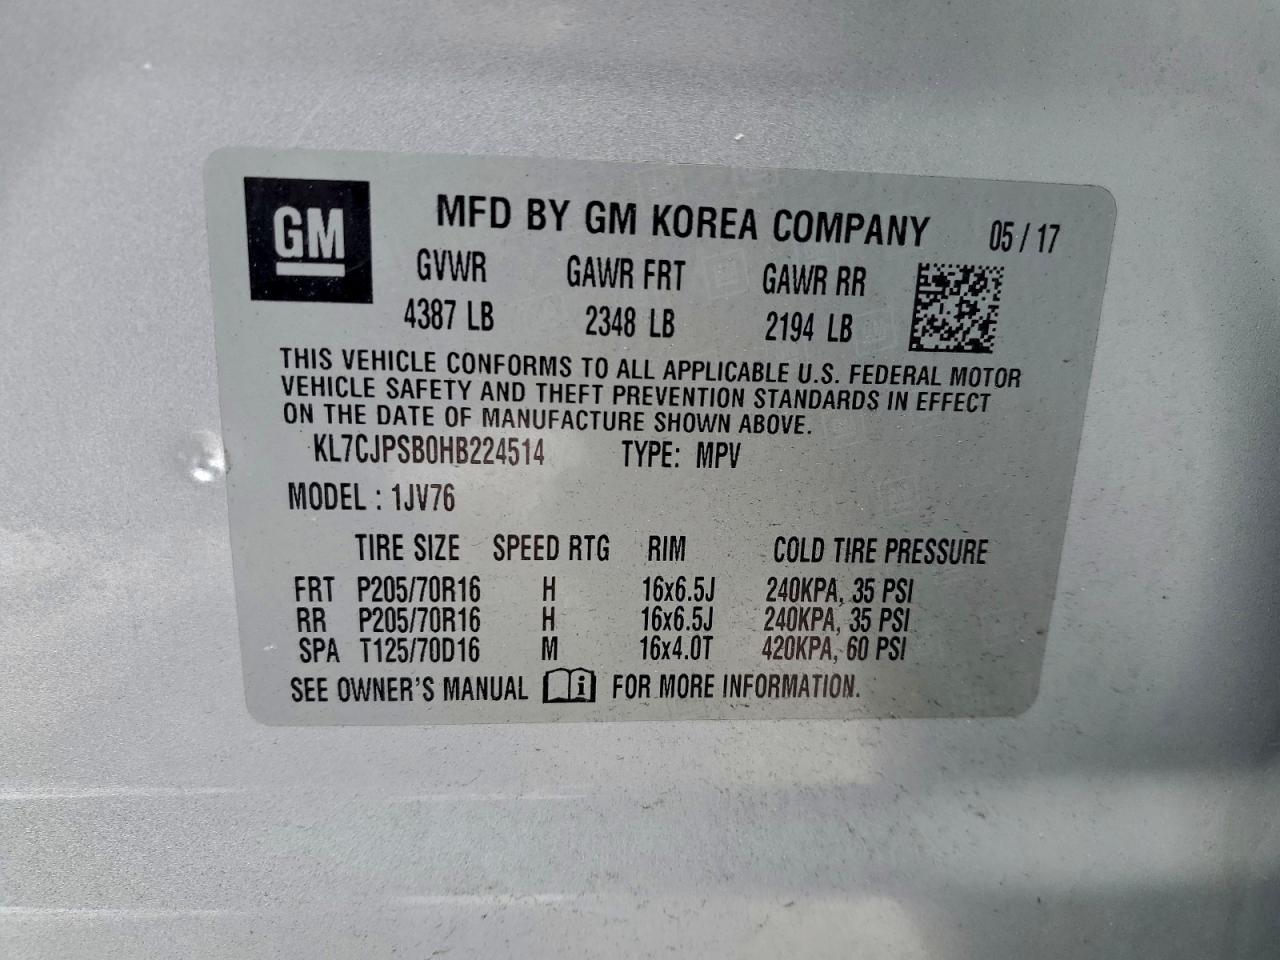 GM
MFD BY GM KOREA COMPANY 05 / 17
GVWR GAWR FRT GAWR RR
4387 LB 2348 LB 2194 LB
THIS VEHICLE CONFORMS TO ALL APPLICABLE U.S. FEDERAL MOTOR
VEHICLE SAFETY AND THEFT PREVENTION STANDARDS IN EFFECT
ON THE DATE OF MANUFACTURE SHOWN ABOVE.
KL7CJPSB0HB224514 TYPE: MPV
MODEL : 1JV76
TIRE SIZE SPEED RTG RIM COLD TIRE PRESSURE
FRT P205/70R16 H 16x6.5J 240KPA, 35 PSI
RR P205/70R16 H 16x6.5J 240KPA, 35 PSI
SPA T125/70D16 M 16x4.0T 420KPA, 60 PSI
SEE OWNER'S MANUAL i FOR MORE INFORMATION.